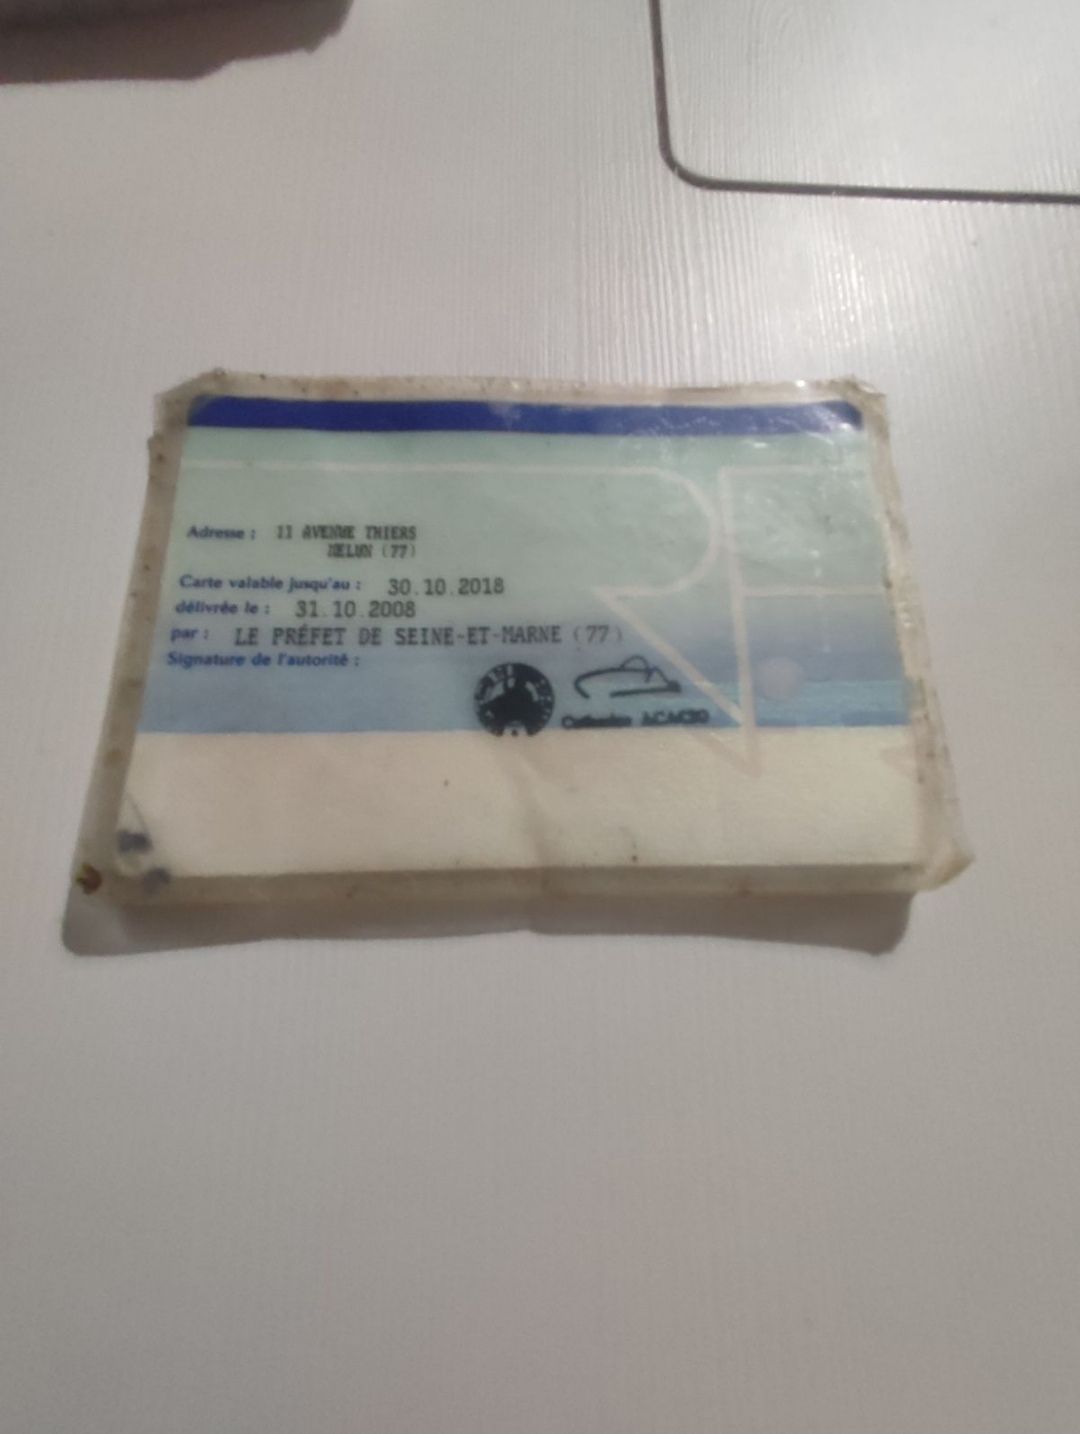 Adresse : 11 AVENUE THIERS
MELUN (77)
Carte valable jusqu'au : 30.10.2018
délivrée le : 31.10.2008
par : LE PRÉFET DE SEINE-ET-MARNE (77)
Signature de l'autorité :
RF